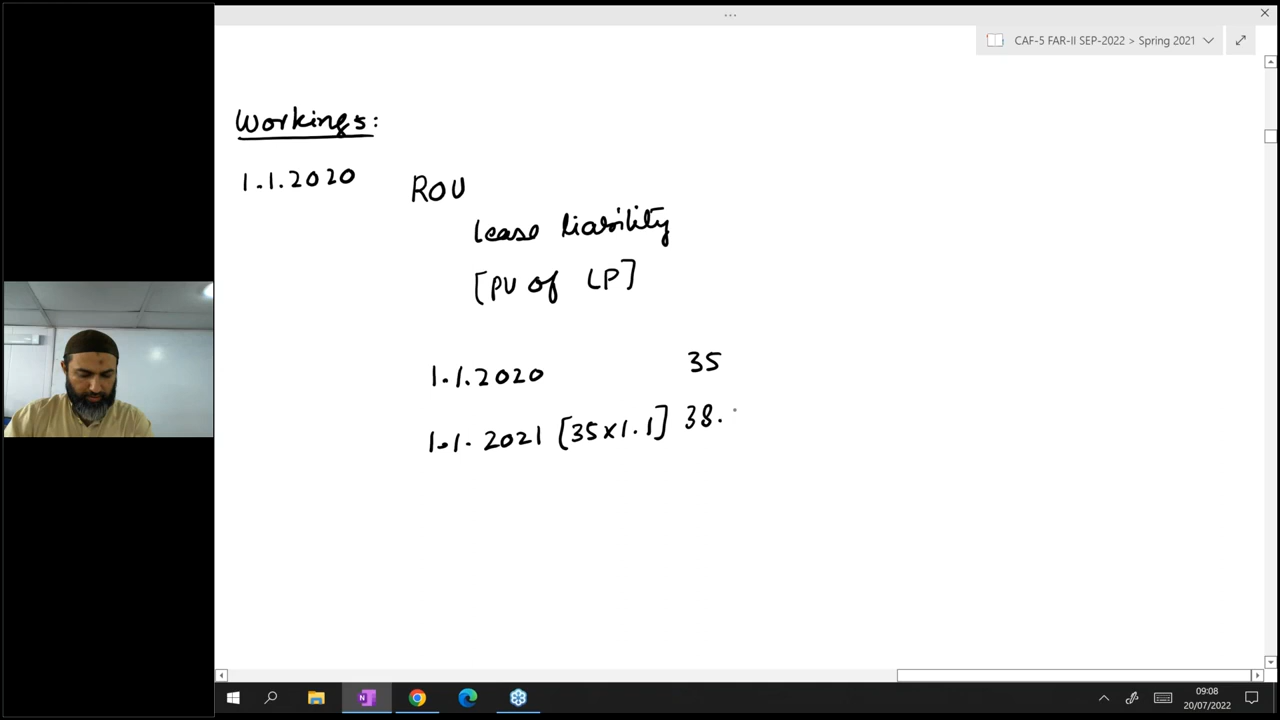 CAF-5 FAR-II SEP-2022 > Spring 2021
Workings:
1.1.2020 ROU
lease liability
[PV of LP]
1.1.2020 35
1.1.2021 [35x1.1] 38.
09:08
20/07/2022